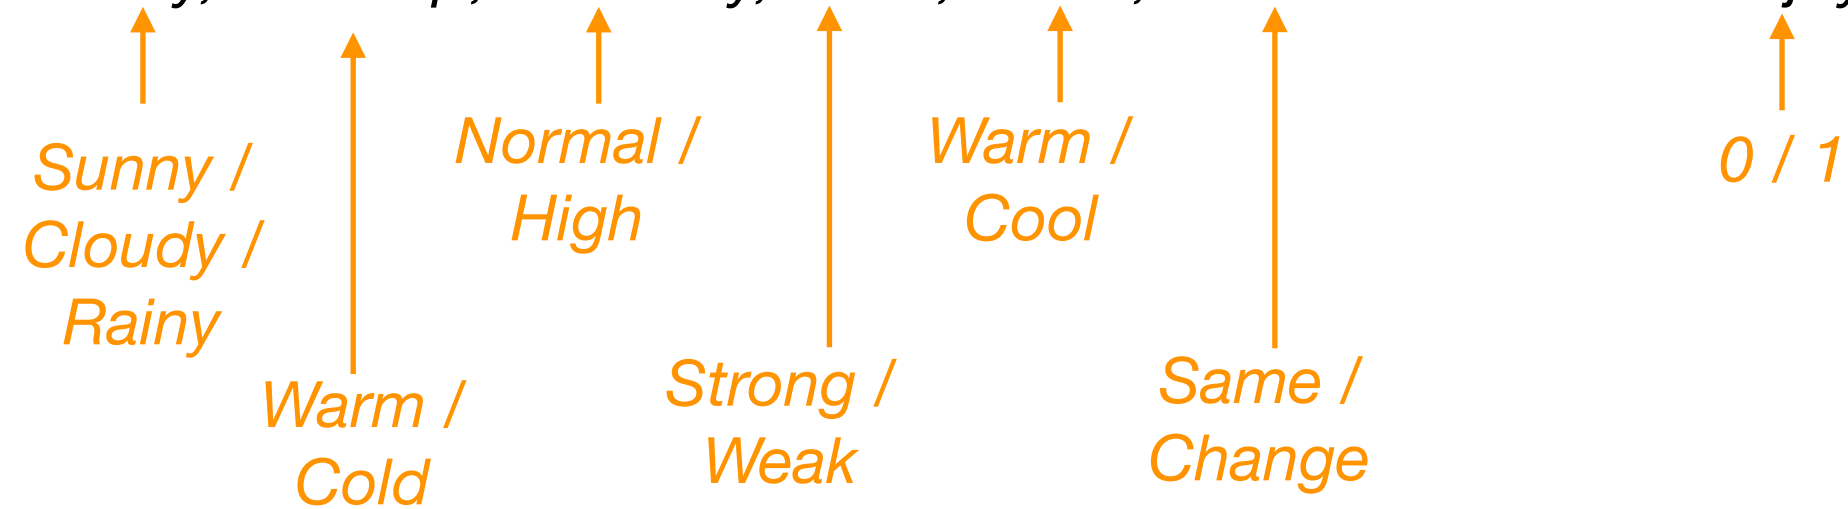 Sunny /
Cloudy /
Rainy
Warm /
Cold
Normal /
High
Strong /
Weak
Warm /
Cool
Same /
Change
0 / 1